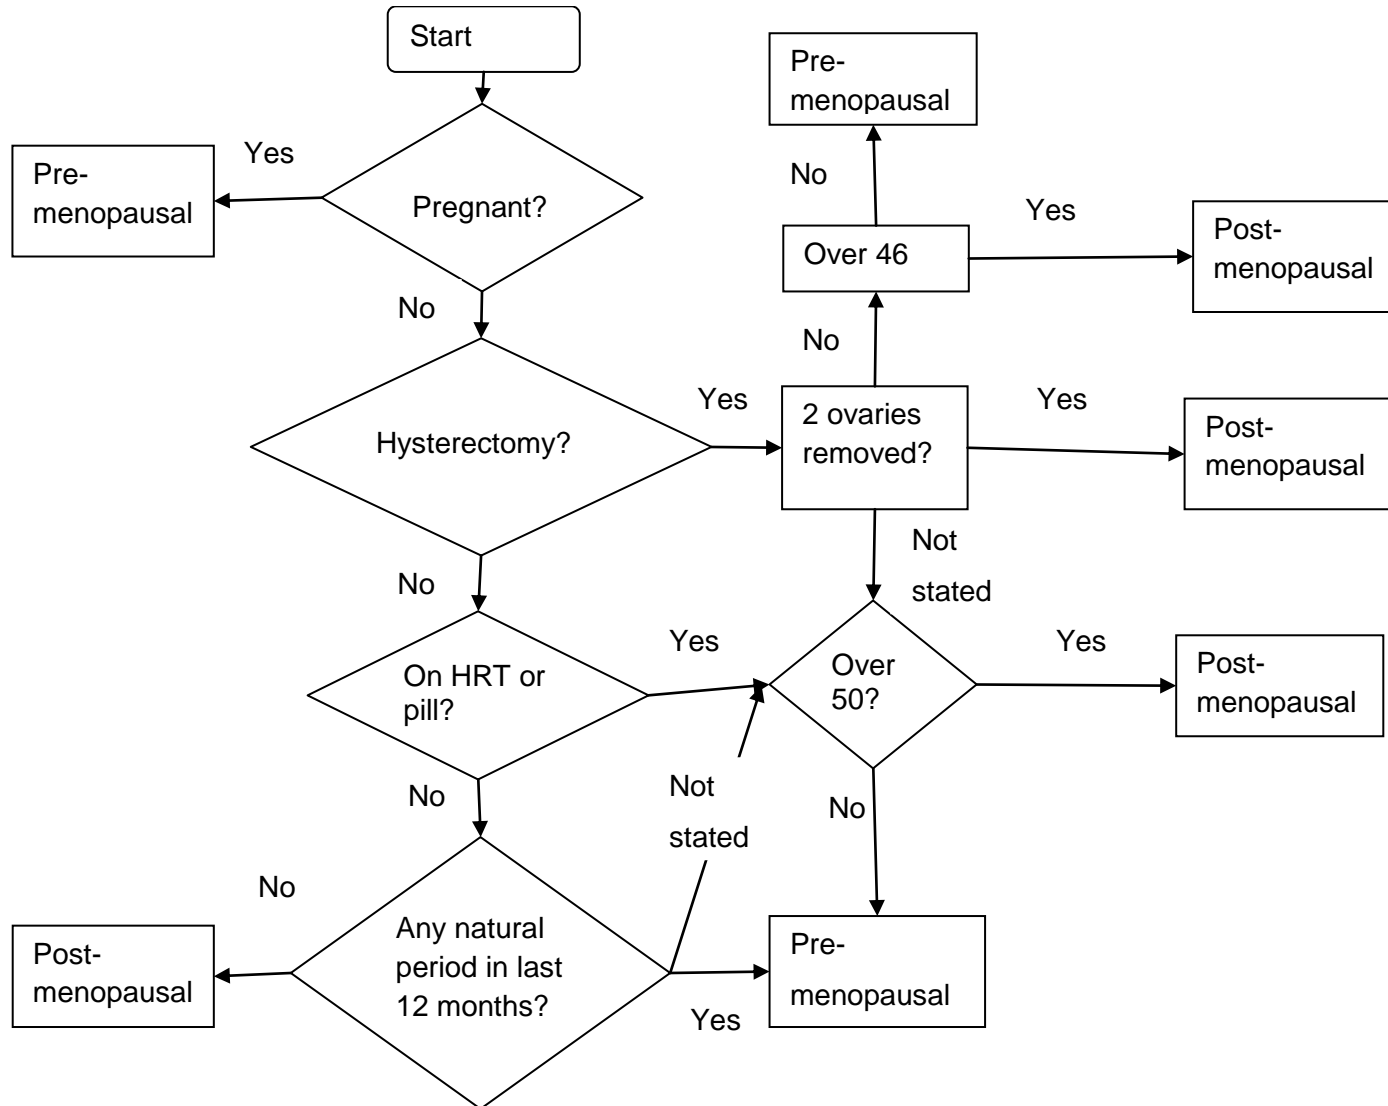 Start
Pre-
menopausal
Yes
Pre-
menopausal
Pregnant?
No
Yes
Over 46
Post-
menopausal
No
No
Hysterectomy?
Yes
2 ovaries
removed?
Yes
Post-
menopausal
Not
stated
No
On HRT or
pill?
Yes
Over
50?
Yes
Post-
menopausal
No
Not
stated
No
No
Any natural
period in last
12 months?
Post-
menopausal
Yes
Pre-
menopausal